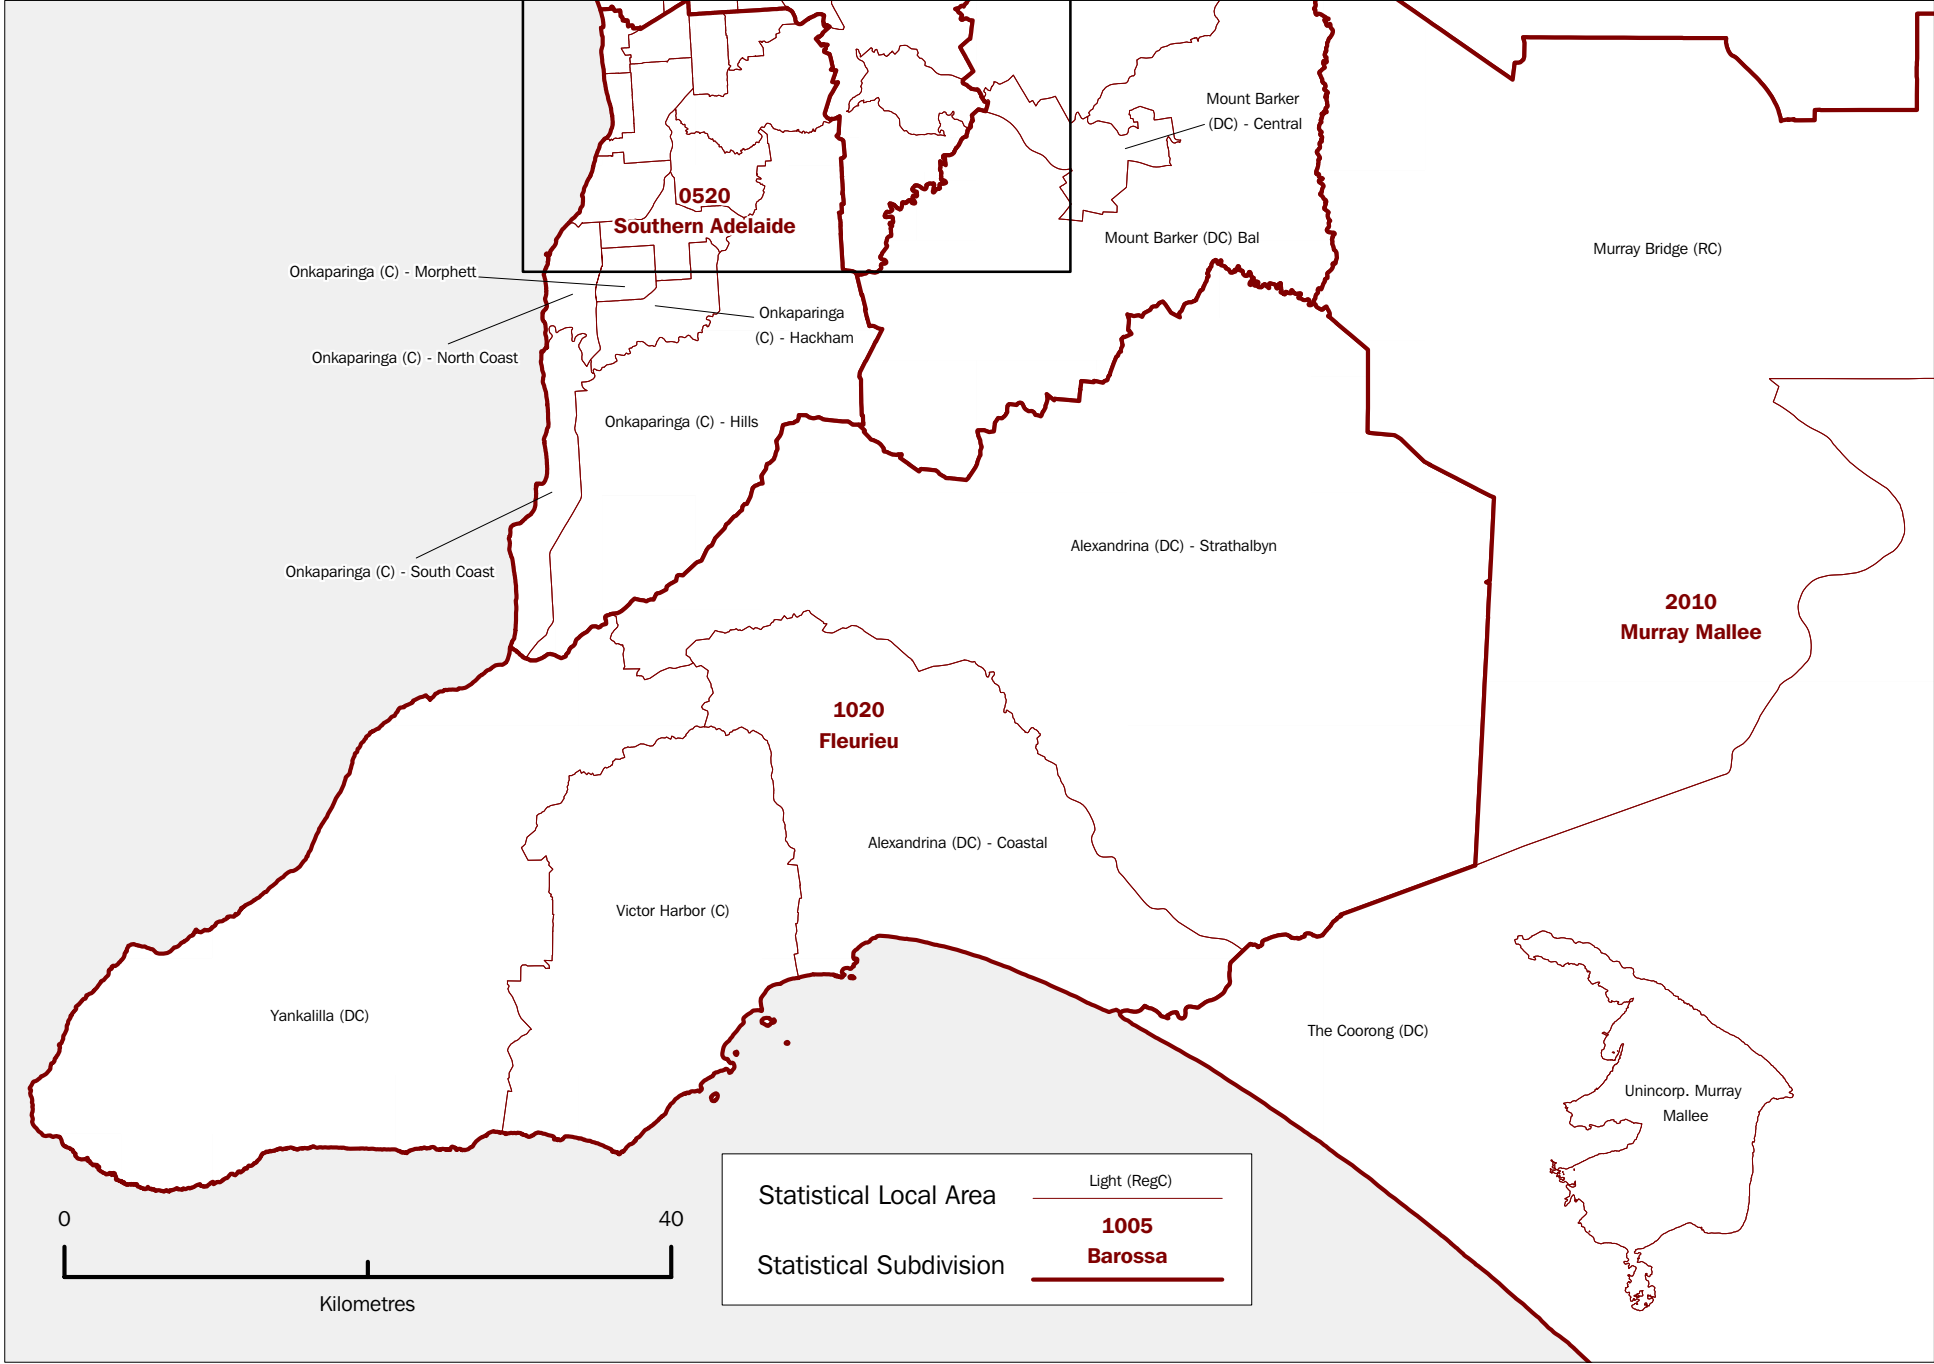 Mount Barker
(DC) - Central
0520
Southern Adelaide
Mount Barker (DC) Bal
Murray Bridge (RC)
Onkaparinga (C) - Morphett
Onkaparinga
(C) - Hackham
Onkaparinga (C) - North Coast
Onkaparinga (C) - Hills
Alexandrina (DC) - Strathalbyn
Onkaparinga (C) - South Coast
2010
Murray Mallee
1020
Fleurieu
Alexandrina (DC) - Coastal
Victor Harbor (C)
Yankalilla (DC)
The Coorong (DC)
Unincorp. Murray
Mallee
0
40
Kilometres
Statistical Local Area
Light (RegC)
Statistical Subdivision
1005
Barossa